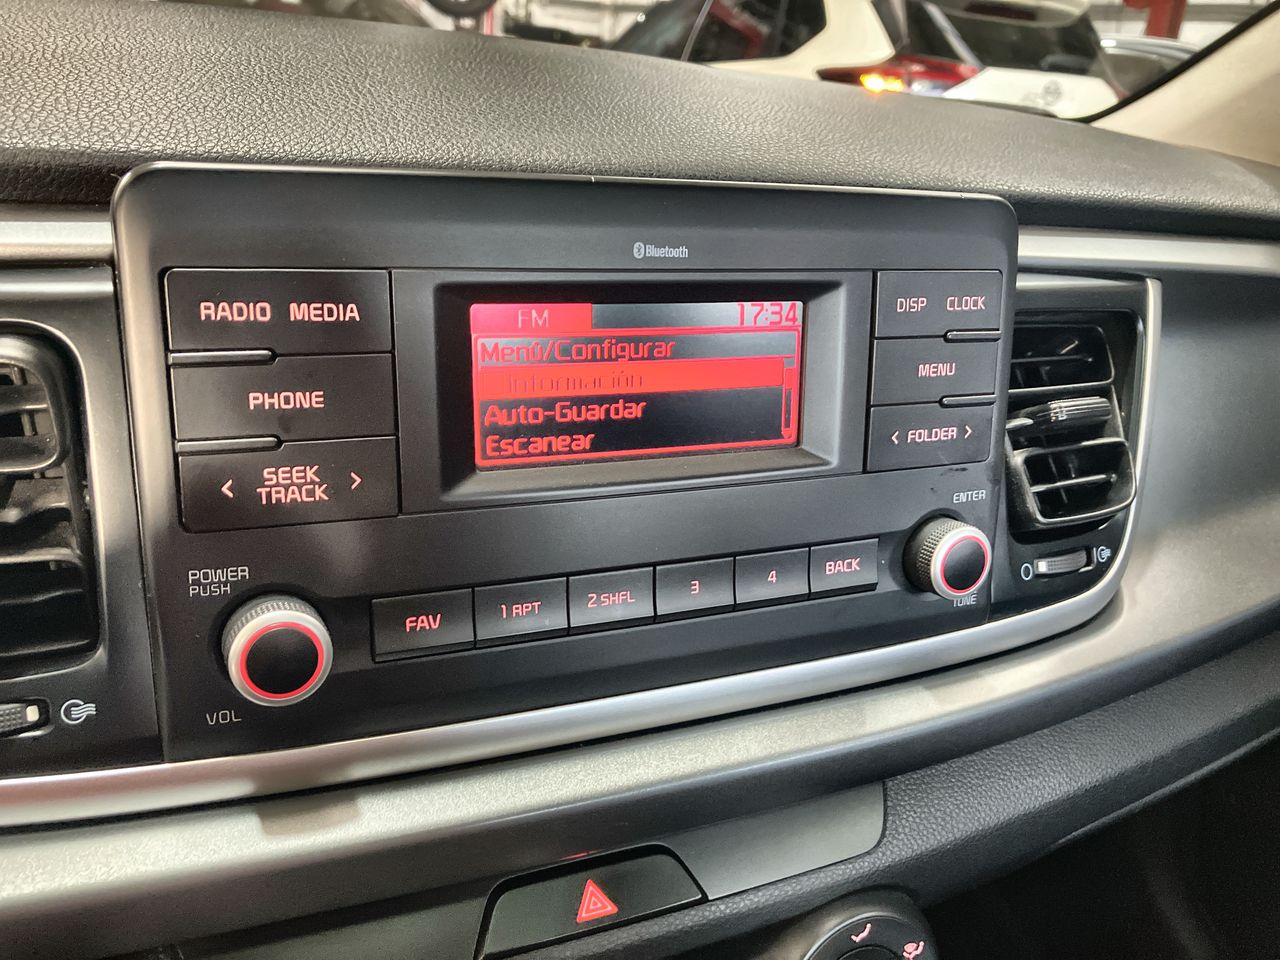 Bluetooth
RADIO MEDIA
PHONE
< SEEK TRACK >
FM 17:34
Menú/Configurar
Información
Auto-Guardar
Escanear
DISP CLOCK
MENU
< FOLDER >
ENTER
TUNE
POWER
PUSH
VOL
FAV
1 RPT
2 SHFL
3
4
BACK